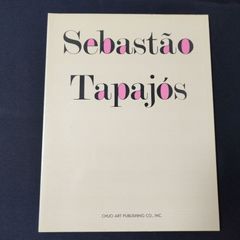 Sebastão
Tapajós
CHUO ART PUBLISHING CO., INC.